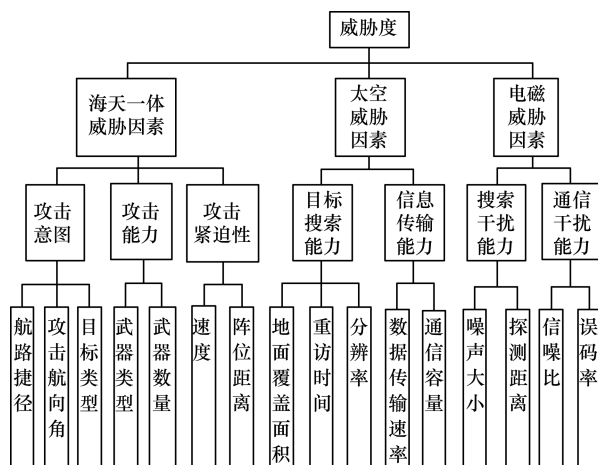 威胁度
海天一体
威胁因素
太空
威胁
因素
电磁
威胁
因素
攻击
意图
攻击
能力
攻击
紧迫性
目标
搜索
能力
信息
传输
能力
搜索
干扰
能力
通信
干扰
能力
航路捷径
攻击航向角
目标类型
武器类型
武器数量
速度
阵位距离
地面覆盖面积
重访时间
分辨率
数据传输速率
通信容量
噪声大小
探测距离
信噪比
误码率